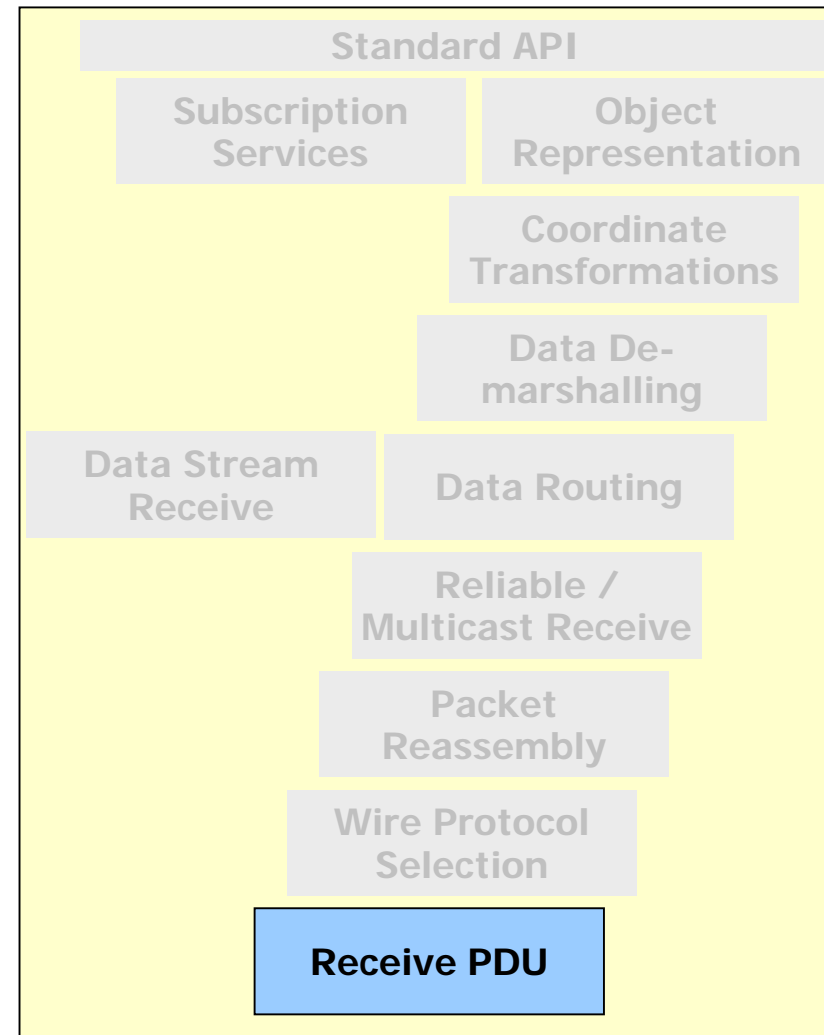 Standard API
Subscription
Services
Object
Representation
Coordinate
Transformations
Data De-
marshalling
Data Stream
Receive
Data Routing
Reliable /
Multicast Receive
Packet
Reassembly
Wire Protocol
Selection
Receive PDU